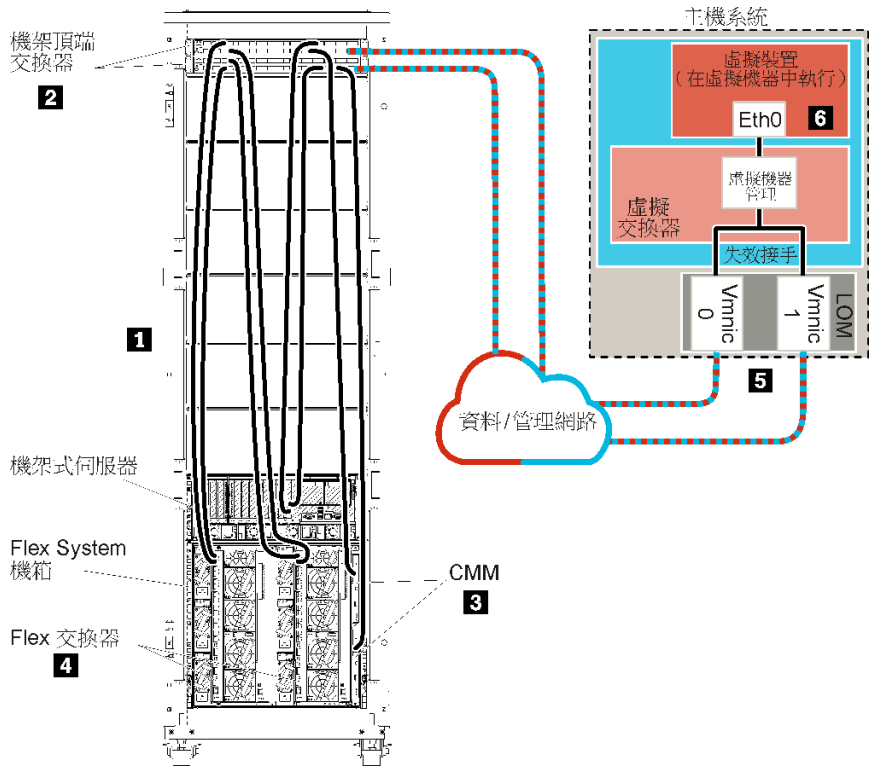 機架頂端
交換器
2
1
機架式伺服器
Flex System
機箱
Flex 交換器
4
CMM
3
資料/管理網路
主機系統
虛擬裝置
(在虛擬機器中執行)
Eth0
6
虛擬機器
管理
虛擬
交換器
失效接手
Vmnic
0
Vmnic
1
LOM
5